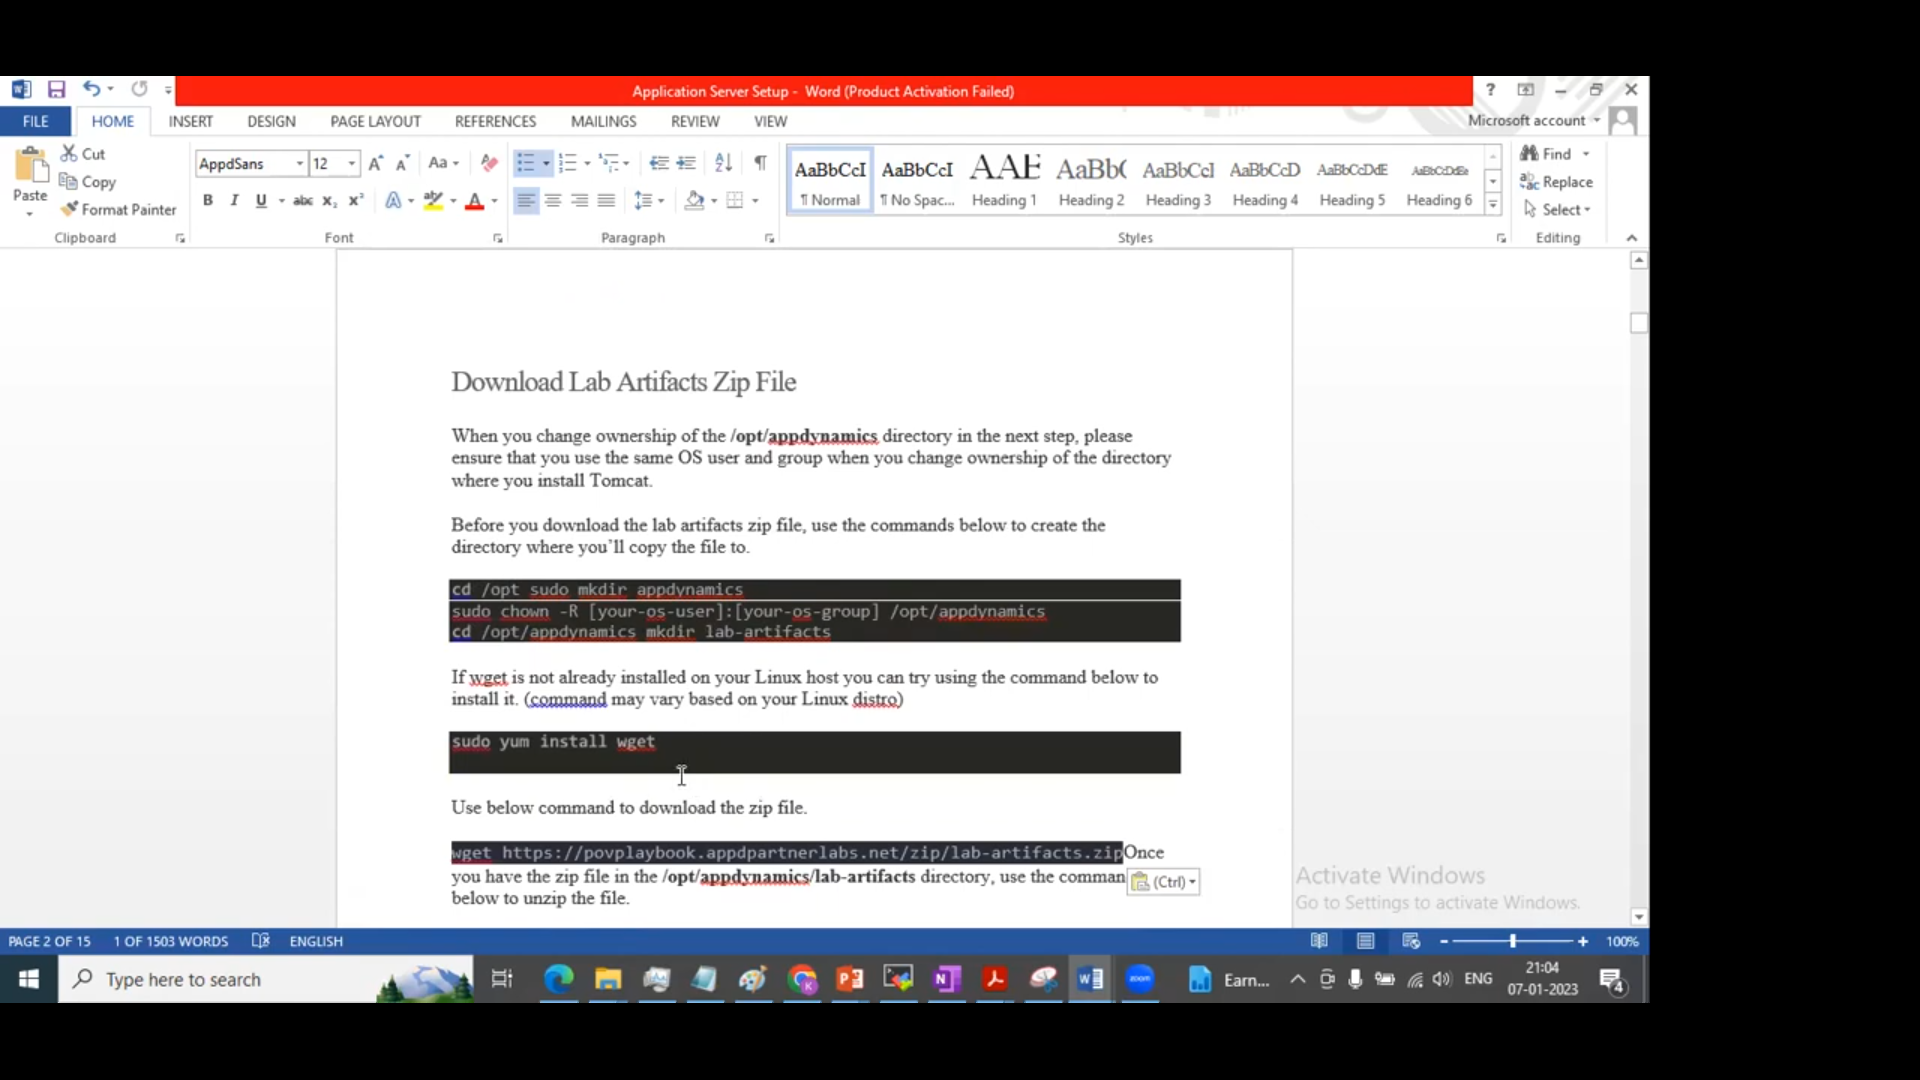 Application Server Setup - Word (Product Activation Failed)
?
FILE HOME INSERT DESIGN PAGE LAYOUT REFERENCES MAILINGS REVIEW VIEW Microsoft account
Paste
Cut
Copy
Format Painter
AppdSans 12 Aa
B I U abc x₂ x² A A
AaBbCcI AaBbCcI AAE AaBb( AaBbCcI AaBbCcD AaBbCcDdE AaBbCcDdEe
¶ Normal ¶ No Spac... Heading 1 Heading 2 Heading 3 Heading 4 Heading 5 Heading 6
Find
Replace
Select
Clipboard Font Paragraph Styles Editing
Download Lab Artifacts Zip File
When you change ownership of the /opt/appdynamics directory in the next step, please
ensure that you use the same OS user and group when you change ownership of the directory
where you install Tomcat.
Before you download the lab artifacts zip file, use the commands below to create the
directory where you’ll copy the file to.
cd /opt sudo mkdir appdynamics
sudo chown -R [your-os-user]:[your-os-group] /opt/appdynamics
cd /opt/appdynamics mkdir lab-artifacts
If wget is not already installed on your Linux host you can try using the command below to
install it. (command may vary based on your Linux distro)
sudo yum install wget
Use below command to download the zip file.
wget https://povplaybook.appdpartnerlabs.net/zip/lab-artifacts.zipOnce
you have the zip file in the /opt/appdynamics/lab-artifacts directory, use the comman
(Ctrl)
below to unzip the file.
Activate Windows
Go to Settings to activate Windows.
PAGE 2 OF 15 1 OF 1503 WORDS ENGLISH 100%
Type here to search
zoom
Earn...
ENG
21:04
07-01-2023
4